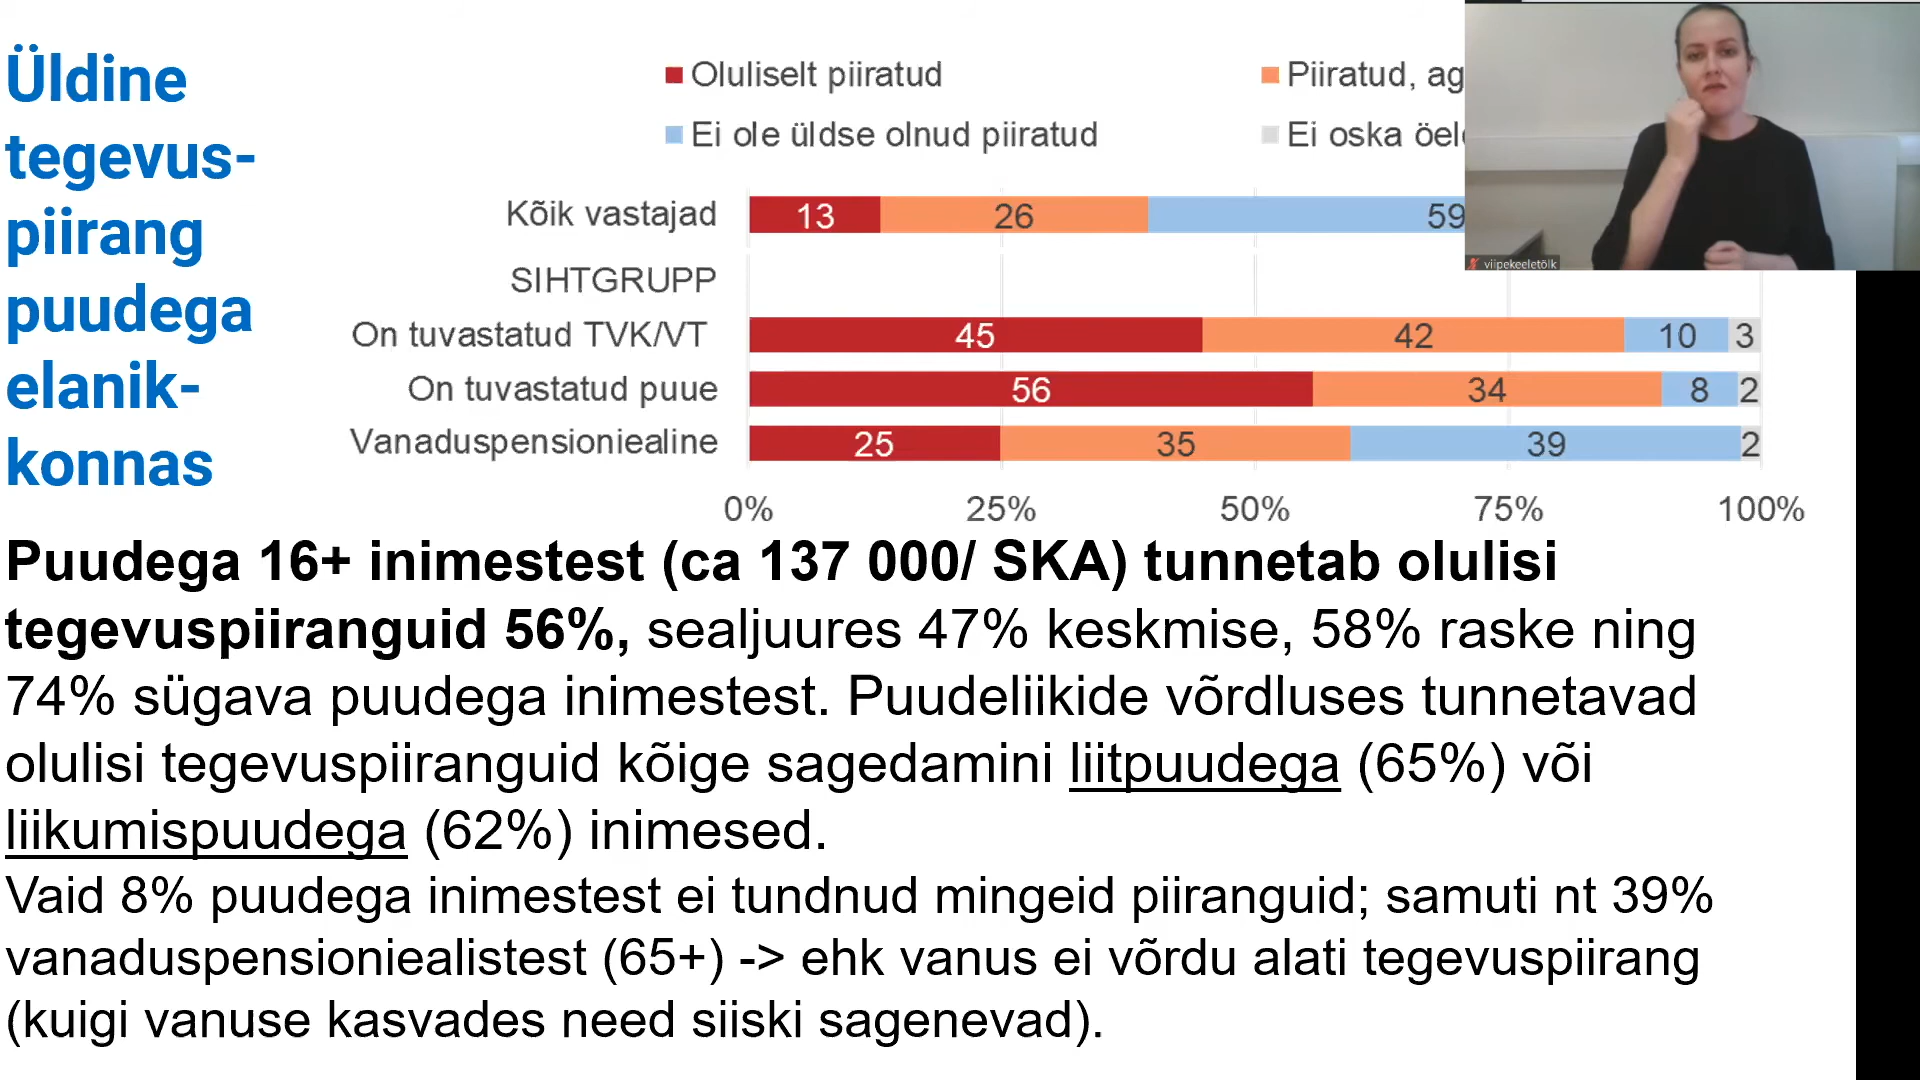 Üldine
tegevus-
piirang
puudega
elanik-
konnas
Oluliselt piiratud
Piiratud,
Ei ole üldse olnud piiratud
Ei oska
viipekeeletõlk
Kõik vastajad 13 26 59
SIHTGRUPP
On tuvastatud TVK/VT 45 42 10 3
On tuvastatud puue 56 34 8 2
Vanaduspensioniealine 25 35 39 2
0% 25% 50% 75% 100%
Puudega 16+ inimestest (ca 137 000/ SKA) tunnetab olulisi
tegevuspiiranguid 56%, sealjuures 47% keskmise, 58% raske ning
74% sügava puudega inimestest. Puudeliikide võrdluses tunnetavad
olulisi tegevuspiiranguid kõige sagedamini liitpuudega (65%) või
liikumispuudega (62%) inimesed.
Vaid 8% puudega inimestest ei tundnud mingeid piiranguid; samuti nt 39%
vanaduspensioniealistest (65+) -> ehk vanus ei võrdu alati tegevuspiirang
(kuigi vanuse kasvades need siiski sagenevad).